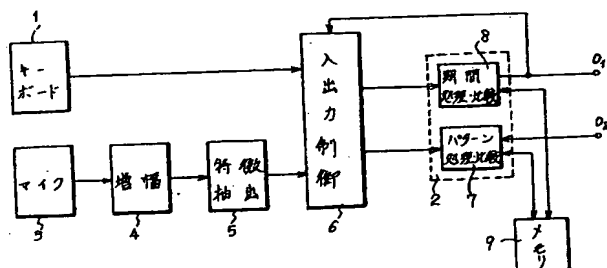 1
キー
ボード
マイク
3
増幅
4
特徴
抽出
5
入出力制御
6
8
期間
処理・比較
パターン
処理・比較
2
7
O1
O2
9
メモリ